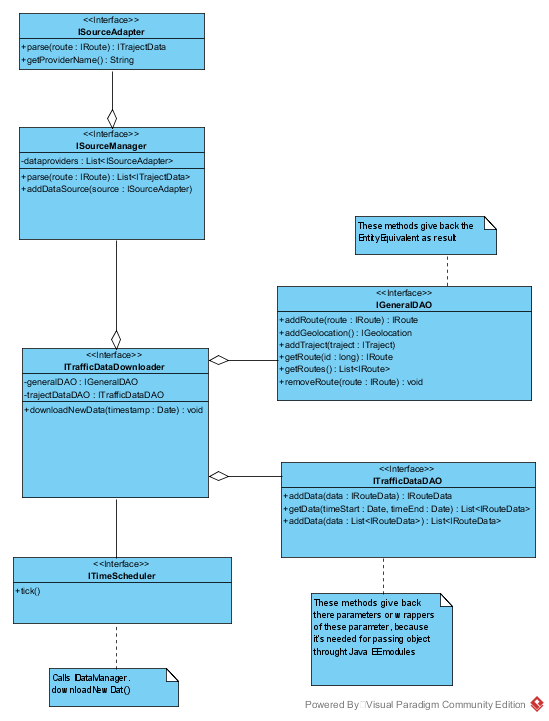 <<Interface>>
ISourceAdapter
+parse(route : IRoute) : ITrajectData
+getProviderName() : String
<<Interface>>
ISourceManager
-dataproviders : List<ISourceAdapter>
+parse(route : IRoute) : List<ITrajectData>
+addDataSource(source : ISourceAdapter)
These methods give back the
EntityEquivalent as result
<<Interface>>
IGeneralDAO
+addRoute(route : IRoute) : IRoute
+addGeolocation() : IGeolocation
+addTraject(traject : ITraject)
+getRoute(id : long) : IRoute
+getRoutes() : List<IRoute>
+removeRoute(route : IRoute) : void
<<Interface>>
ITrafficDataDownloader
-generalDAO : IGeneralDAO
-trajectDataDAO : ITrafficDataDAO
+downloadNewData(timestamp : Date) : void
<<Interface>>
ITrafficDataDAO
+addData(data : IRouteData) : IRouteData
+getData(timeStart : Date, timeEnd : Date) : List<IRouteData>
+addData(data : List<IRouteData>) : List<IRouteData>
<<Interface>>
ITimeScheduler
+tick()
These methods give back
there parameters or wrappers
of these parameter, because
it's needed for passing object
throught Java EE modules
Calls IDataManager.
downloadNewDat()
Powered By Visual Paradigm Community Edition